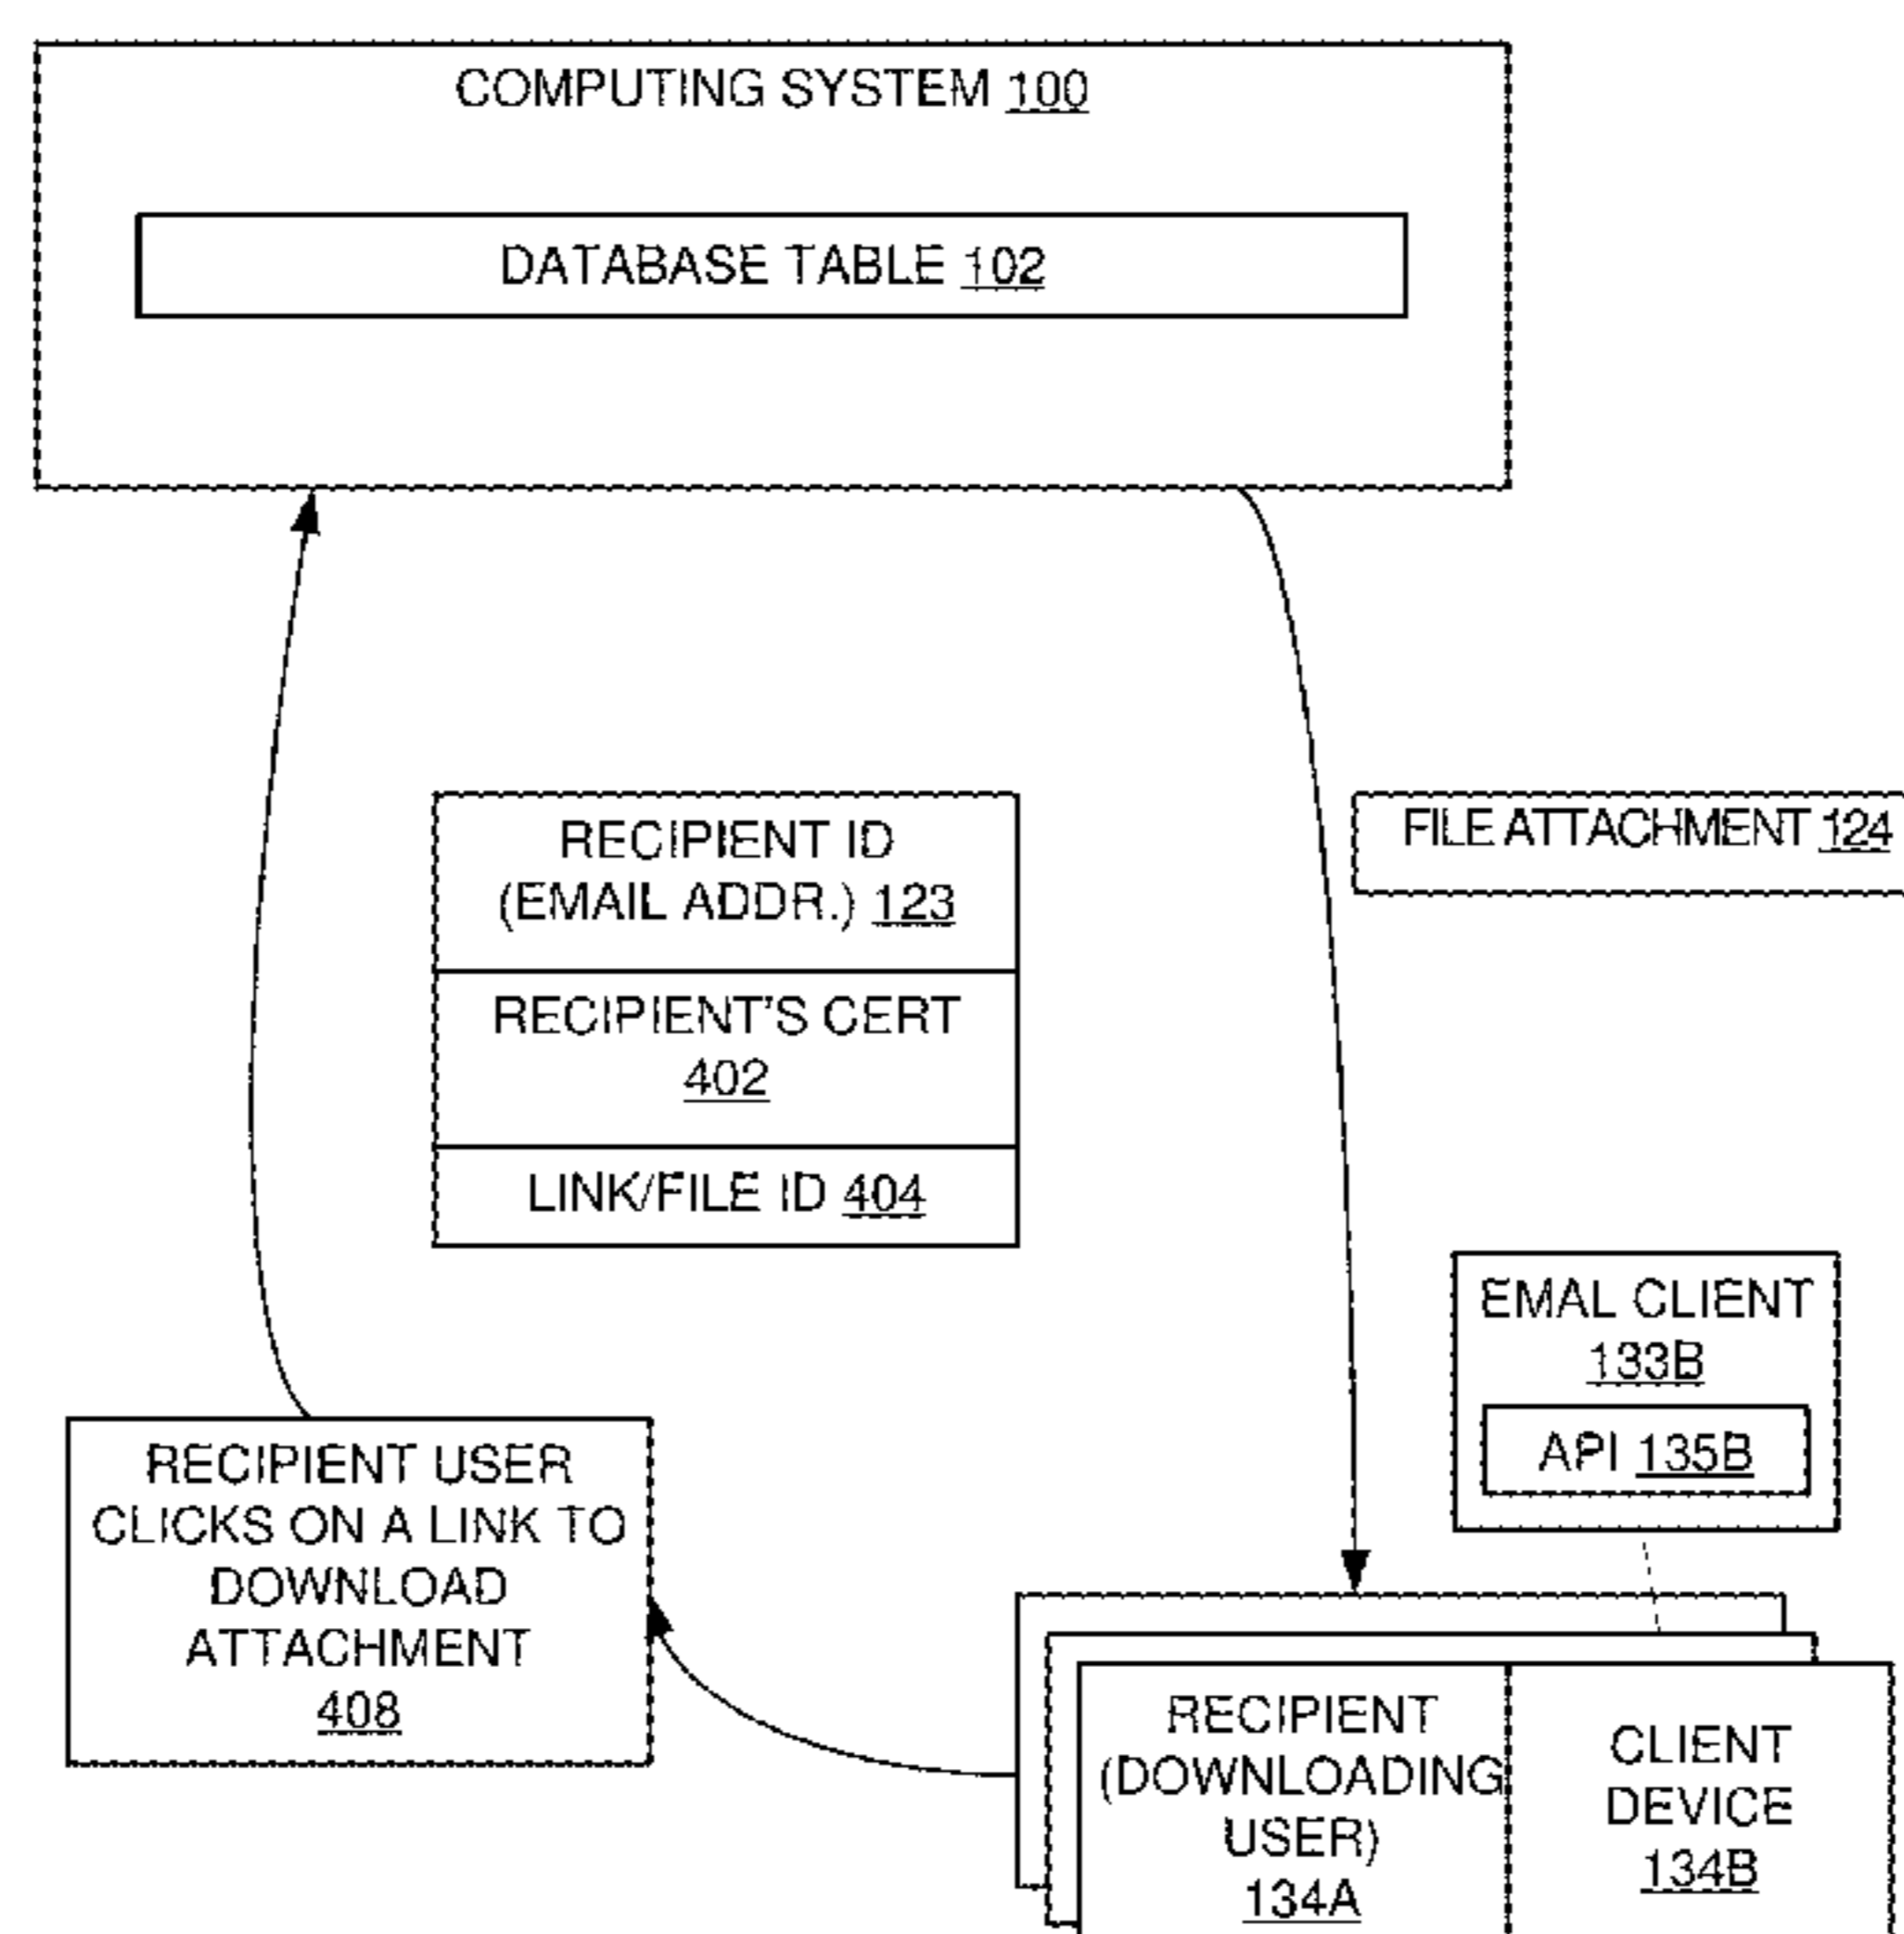 COMPUTING SYSTEM 100
DATABASE TABLE 102
RECIPIENT ID
(EMAIL ADDR.) 123
RECIPIENT'S CERT
402
LINK/FILE ID 404
FILE ATTACHMENT 124
EMAL CLIENT
133B
API 135B
RECIPIENT USER
CLICKS ON A LINK TO
DOWNLOAD
ATTACHMENT
408
RECIPIENT
(DOWNLOADING
USER)
134A
CLIENT
DEVICE
134B